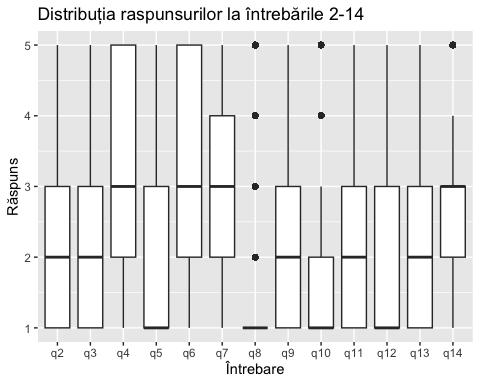 Distribuția raspunsurilor la întrebările 2-14
5
4
3
2
1
Răspuns
q2 q3 q4 q5 q6 q7 q8 q9 q10 q11 q12 q13 q14
Întrebare